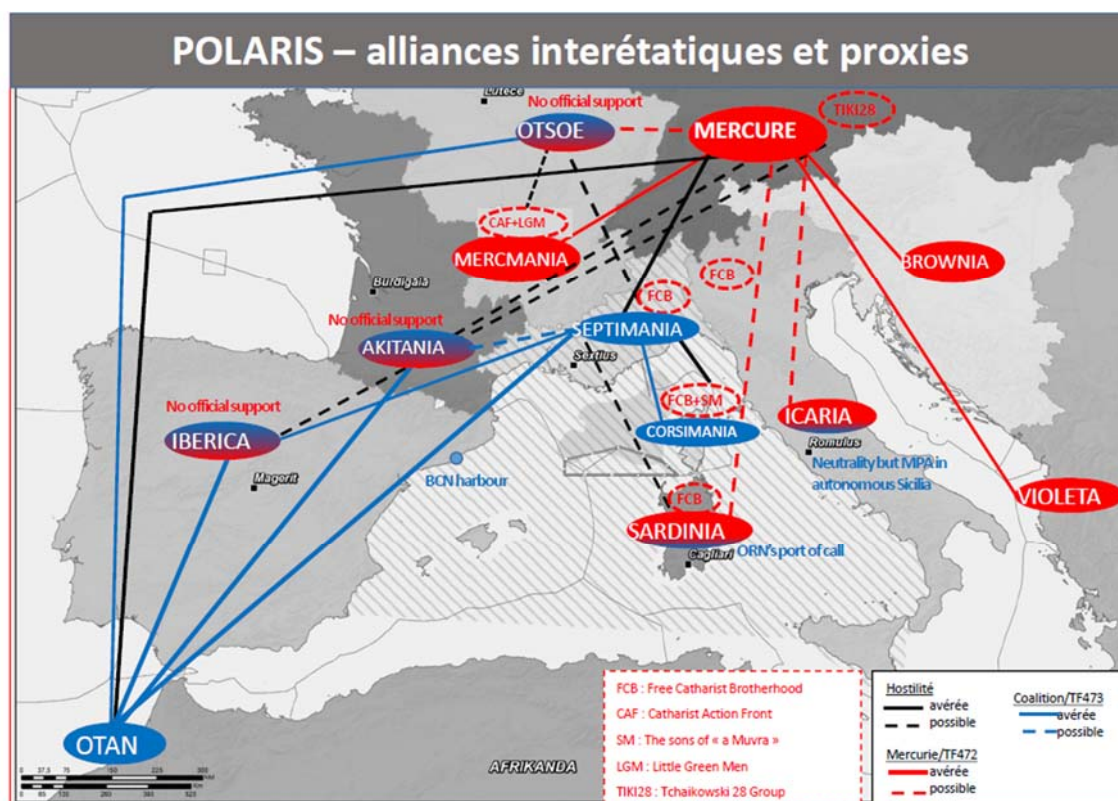 POLARIS – alliances interétatiques et proxies
Lutece
No official support
OTSOE
MERCURE
TIKI28
CAF+LGM
MERCMANIA
BROWNIA
FCB
Burdigala
FCB
No official support
SEPTIMANIA
AKITANIA
Sextius
FCB+SM
No official support
ICARIA
IBERICA
CORSIMANIA
Romulus
Neutrality but MPA in
autonomous Sicilia
Magerit
BCN harbour
VIOLETA
FCB
SARDINIA
ORN's port of call
Cagliari
FCB : Free Catharist Brotherhood
CAF : Catharist Action Front
SM : The sons of « a Muvra »
LGM : Little Green Men
TIKI28 : Tchaikowski 28 Group
Hostilité
avérée
possible
Coalition/TF473
avérée
possible
Mercurie/TF472
avérée
possible
OTAN
AFRIKANDA